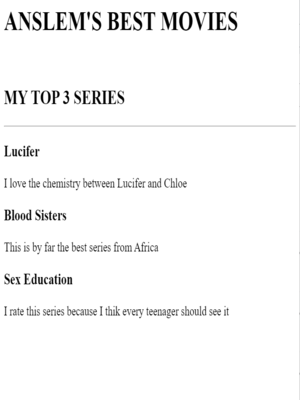 ANSLEM'S BEST MOVIES
MY TOP 3 SERIES
Lucifer
I love the chemistry between Lucifer and Chloe
Blood Sisters
This is by far the best series from Africa
Sex Education
I rate this series because I thik every teenager should see it